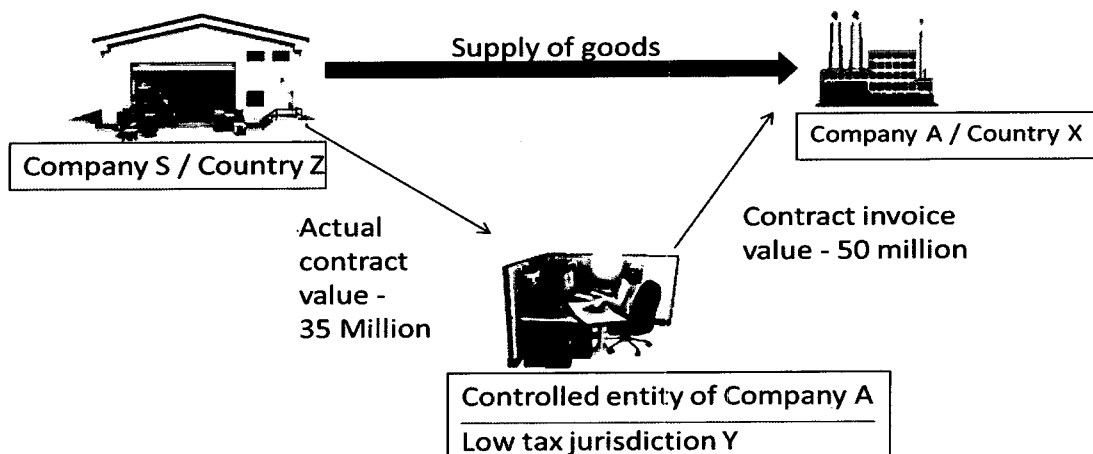 Supply of goods
Company S / Country Z
Company A / Country X
Actual
contract
value -
35 Million
Contract invoice
value - 50 million
Controlled entity of Company A
Low tax jurisdiction Y